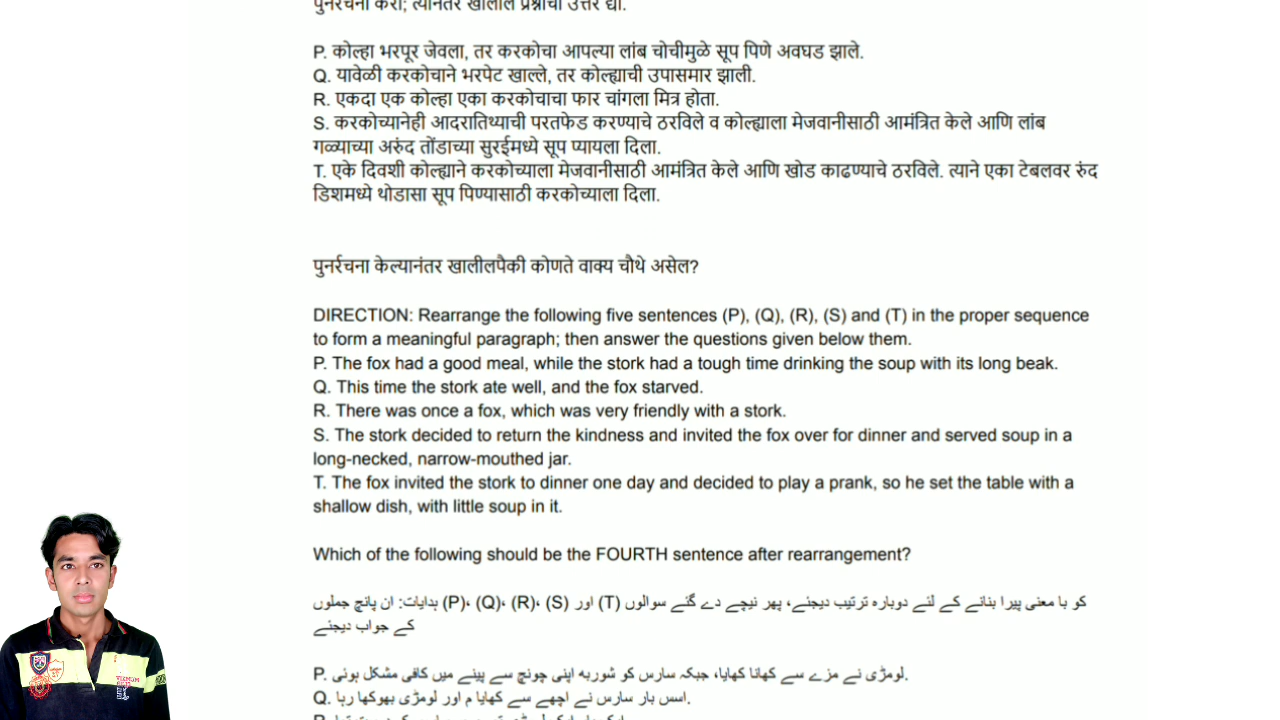 पुनर्रचना करा; त्यानंतर खालील प्रश्नांची उत्तरे द्या.
P. कोल्हा भरपूर जेवला, तर करकोचा आपल्या लांब चोचीमुळे सूप पिणे अवघड झाले.
Q. यावेळी करकोचाने भरपेट खाल्ले, तर कोल्ह्याची उपासमार झाली.
R. एकदा एक कोल्हा एका करकोचाचा फार चांगला मित्र होता.
S. करकोच्यानेही आदरातिथ्याची परतफेड करण्याचे ठरविले व कोल्ह्याला मेजवानीसाठी आमंत्रित केले आणि लांब
गळ्याच्या अरुंद तोंडाच्या सुरईमध्ये सूप प्यायला दिला.
T. एके दिवशी कोल्ह्याने करकोच्याला मेजवानीसाठी आमंत्रित केले आणि खोड काढण्याचे ठरविले. त्याने एका टेबलवर रुंद
डिशमध्ये थोडासा सूप पिण्यासाठी करकोच्याला दिला.
पुनर्रचना केल्यानंतर खालीलपैकी कोणते वाक्य चौथे असेल?
DIRECTION: Rearrange the following five sentences (P), (Q), (R), (S) and (T) in the proper sequence
to form a meaningful paragraph; then answer the questions given below them.
P. The fox had a good meal, while the stork had a tough time drinking the soup with its long beak.
Q. This time the stork ate well, and the fox starved.
R. There was once a fox, which was very friendly with a stork.
S. The stork decided to return the kindness and invited the fox over for dinner and served soup in a
long-necked, narrow-mouthed jar.
T. The fox invited the stork to dinner one day and decided to play a prank, so he set the table with a
shallow dish, with little soup in it.
Which of the following should be the FOURTH sentence after rearrangement?
کو با معنی پیرا بنانے کے لئے دوبارہ ترتیب دیجئے، پھر نیچے دے گئے سوالوں (T) اور (S) ،(R) ،(Q) ،(P) ہدایات: ان پانچ جملوں
کے جواب دیجئے
P. لومڑی نے مزے سے کھانا کھایا، جبکہ سارس کو شوربہ اپنی چونچ سے پینے میں کافی مشکل ہوئی.
Q. اسس بار سارس نے اچھے سے کھایا م اور لومڑی بھوکھا رہا.
R.